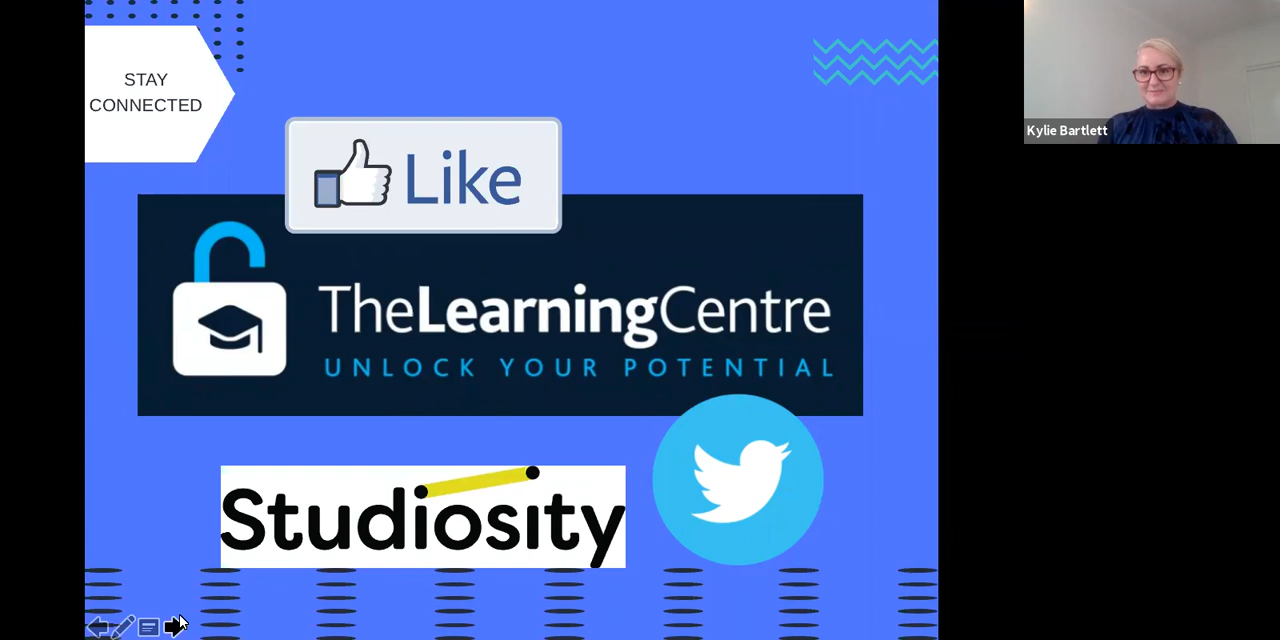 STAY
CONNECTED
Like
TheLearningCentre
UNLOCK YOUR POTENTIAL
Studiosity
Kylie Bartlett